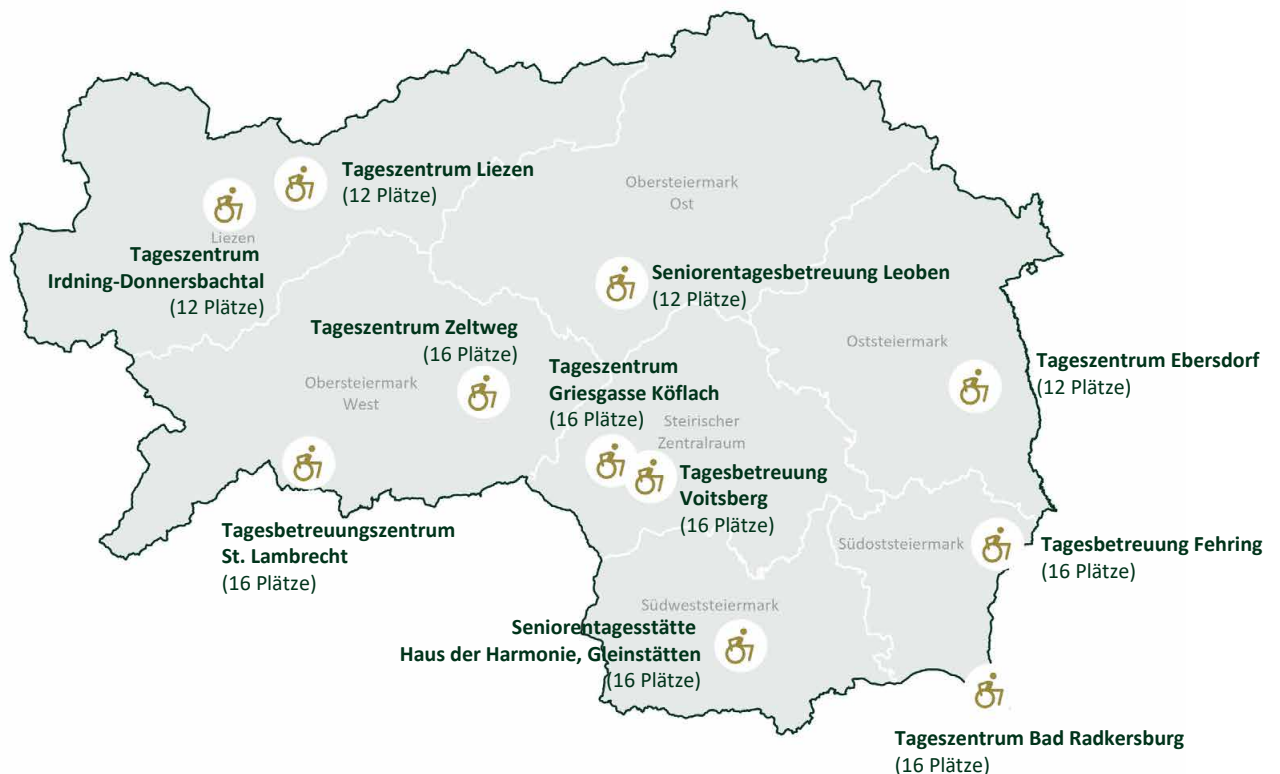 Tageszentrum Liezen
(12 Plätze)
Liezen
Tageszentrum
Irdning-Donnersbachtal
(12 Plätze)
Obersteiermark
Ost
Seniorentagesbetreuung Leoben
(12 Plätze)
Tageszentrum Zeltweg
(16 Plätze)
Obersteiermark
West
Tageszentrum
Griesgasse Köflach
(16 Plätze)
Steirischer
Zentralraum
Oststeiermark
Tageszentrum Ebersdorf
(12 Plätze)
Tagesbetreuung
Voitsberg
(16 Plätze)
Tagesbetreuungszentrum
St. Lambrecht
(16 Plätze)
Südoststeiermark
Tagesbetreuung Fehring
(16 Plätze)
Südweststeiermark
Seniorentagesstätte
Haus der Harmonie, Gleinstätten
(16 Plätze)
Tageszentrum Bad Radkersburg
(16 Plätze)